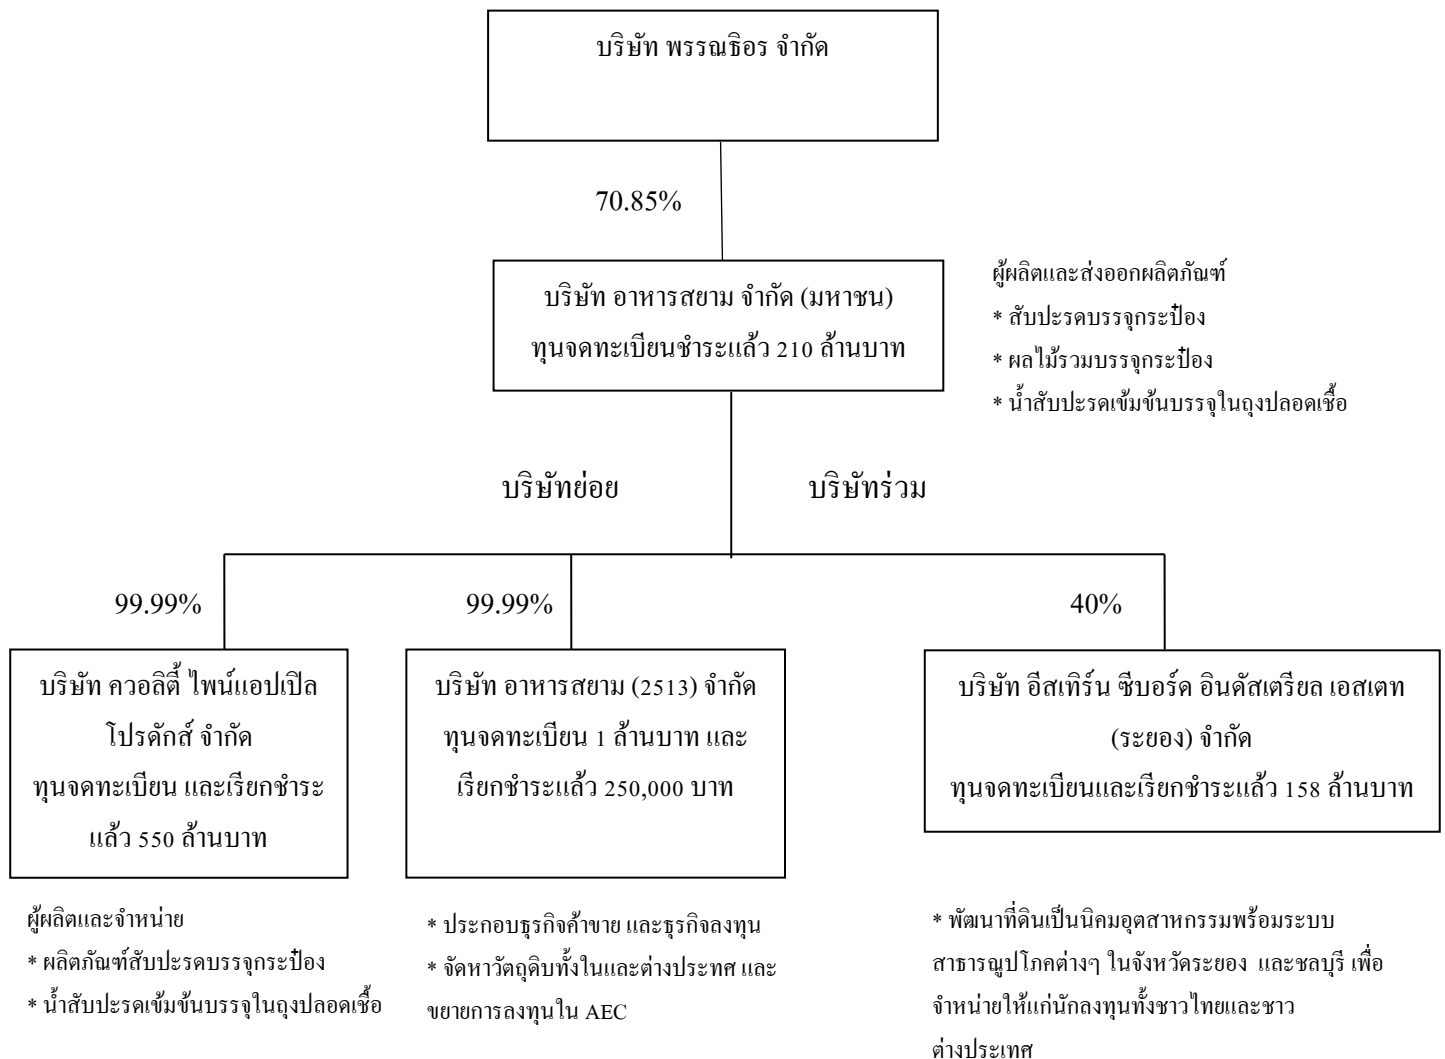 บริษัท พรรณธิอร จำกัด
70.85%
บริษัท อาหารสยาม จำกัด (มหาชน)
ทุนจดทะเบียนชำระแล้ว 210 ล้านบาท
ผู้ผลิตและส่งออกผลิตภัณฑ์
* สับปะรดบรรจุกระป๋อง
* ผลไม้รวมบรรจุกระป๋อง
* น้ำสับปะรดเข้มข้นบรรจุในถุงปลอดเชื้อ
บริษัทย่อย
บริษัทร่วม
99.99%
99.99%
40%
บริษัท ควอลิตี้ ไพน์แอปเปิล
โปรดักส์ จำกัด
ทุนจดทะเบียน และเรียกชำระ
แล้ว 550 ล้านบาท
บริษัท อาหารสยาม (2513) จำกัด
ทุนจดทะเบียน 1 ล้านบาท และ
เรียกชำระแล้ว 250,000 บาท
บริษัท อีสเทิร์น ซีบอร์ด อินดัสเตรียล เอสเตท
(ระยอง) จำกัด
ทุนจดทะเบียนและเรียกชำระแล้ว 158 ล้านบาท
ผู้ผลิตและจำหน่าย
* ผลิตภัณฑ์สับปะรดบรรจุกระป๋อง
* น้ำสับปะรดเข้มข้นบรรจุในถุงปลอดเชื้อ
* ประกอบธุรกิจค้าขาย และธุรกิจลงทุน
* จัดหาวัตถุดิบทั้งในและต่างประเทศ และ
ขยายการลงทุนใน AEC
* พัฒนาที่ดินเป็นนิคมอุตสาหกรรมพร้อมระบบ
สาธารณูปโภคต่างๆ ในจังหวัดระยอง และชลบุรี เพื่อ
จำหน่ายให้แก่นักลงทุนทั้งชาวไทยและชาว
ต่างประเทศ